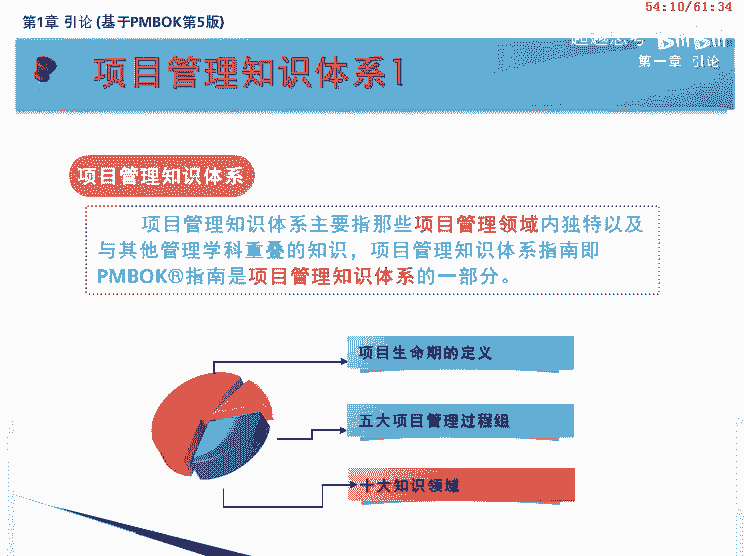 54:10/61:34
第1章 引论 (基于PMBOK第5版)
第一章 引论
项目管理知识体系1
项目管理知识体系
项目管理知识体系主要指那些项目管理领域内独特以及
与其他管理学科重叠的知识，项目管理知识体系指南即
PMBOK®指南是项目管理知识体系的一部分。
项目生命期的定义
五大项目管理过程组
十大知识领域